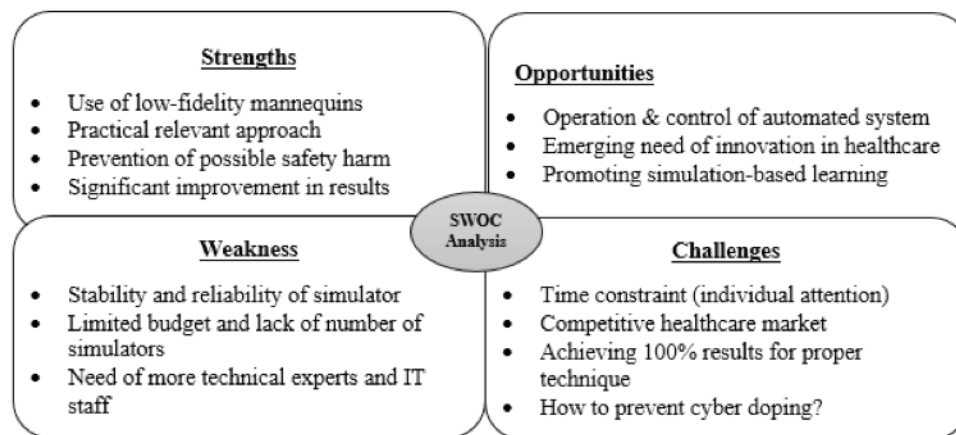 Strengths
• Use of low-fidelity mannequins
• Practical relevant approach
• Prevention of possible safety harm
• Significant improvement in results
Opportunities
• Operation & control of automated system
• Emerging need of innovation in healthcare
• Promoting simulation-based learning
SWOC
Analysis
Weakness
• Stability and reliability of simulator
• Limited budget and lack of number of
simulators
• Need of more technical experts and IT
staff
Challenges
• Time constraint (individual attention)
• Competitive healthcare market
• Achieving 100% results for proper
technique
• How to prevent cyber doping?